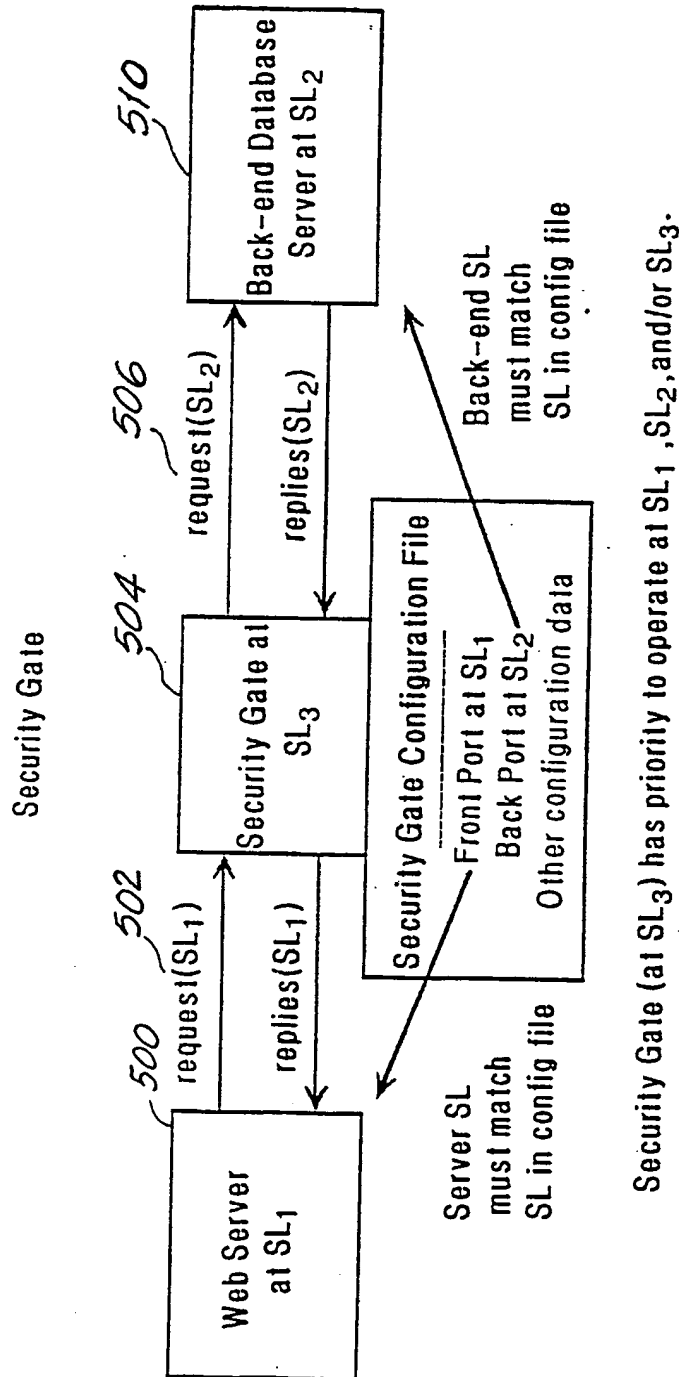 Security Gate
500
Web Server
at SL₁
502
request(SL₁)
replies(SL₁)
504
Security Gate at
SL₃
506
request(SL₂)
replies(SL₂)
510
Back-end Database
Server at SL₂
Security Gate Configuration File
Front Port at SL₁
Back Port at SL₂
Other configuration data
Server SL
must match
SL in config file
Back-end SL
must match
SL in config file
Security Gate (at SL₃) has priority to operate at SL₁, SL₂, and/or SL₃.